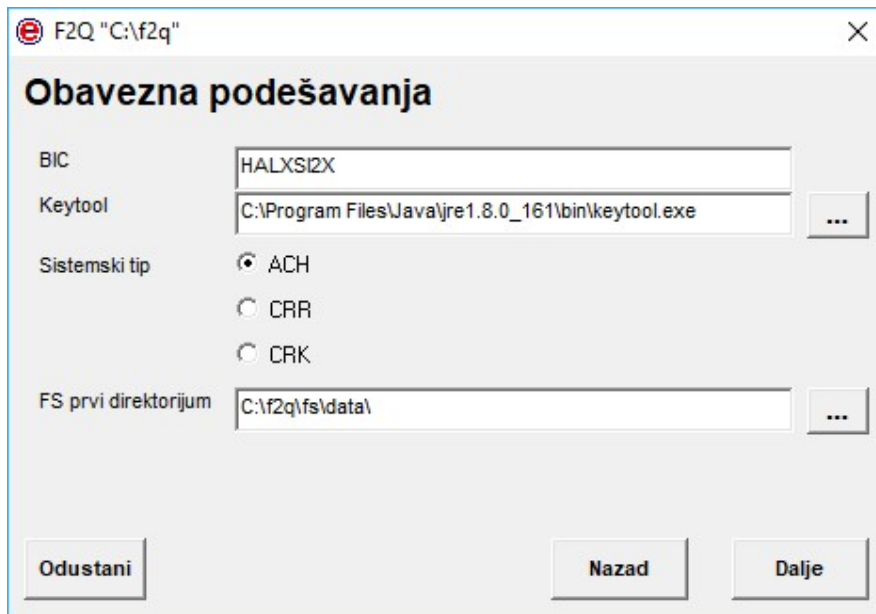 F2Q "C:\f2q"
Obavezna podešavanja
BIC
HALXSI2X
Keytool
C:\Program Files\Java\jre1.8.0_161\bin\keytool.exe
...
Sistemski tip
ACH
CRR
CRK
FS prvi direktorijum
C:\f2q\fs\data\
...
Odustani
Nazad
Dalje